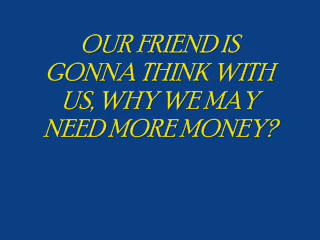 OUR FRIEND IS
GONNA THINK WITH
US, WHY WE MAY
NEED MORE MONEY?